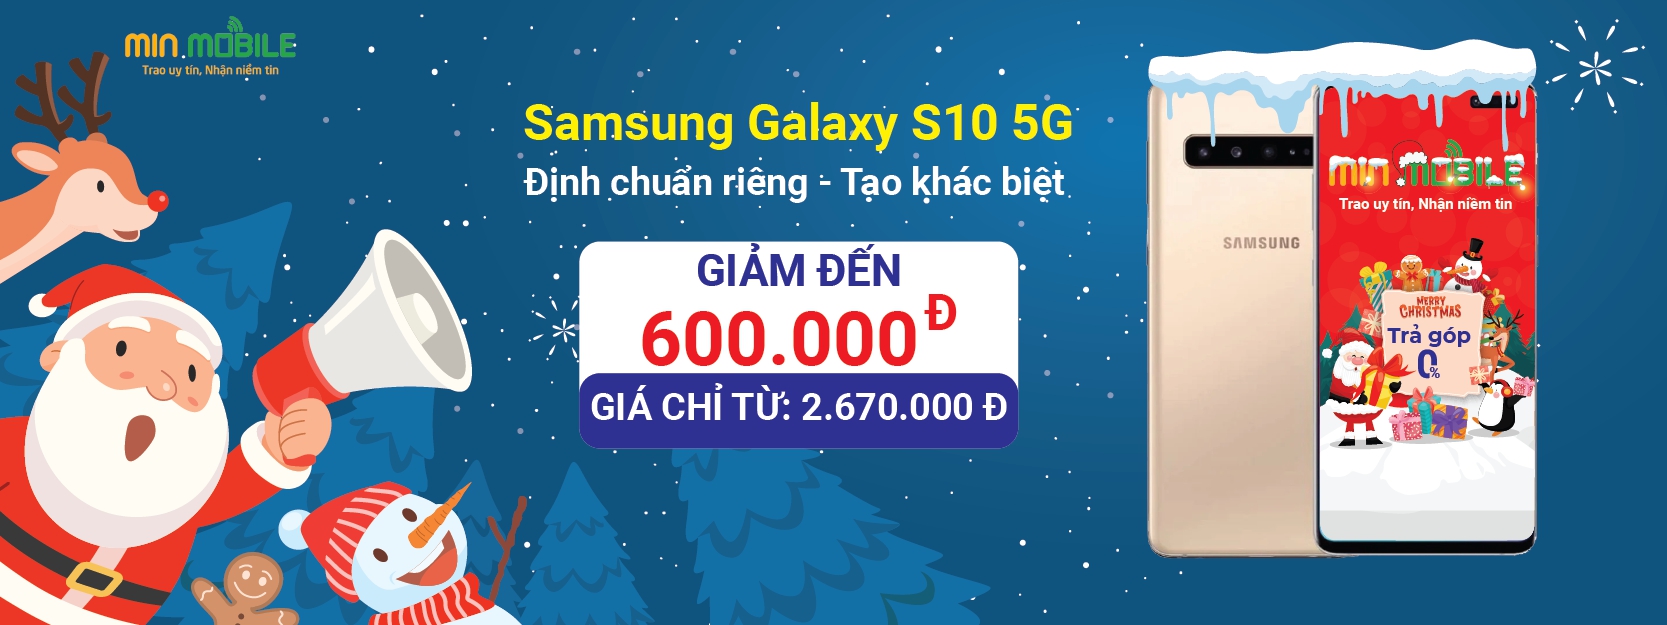 MIN MOBILE
Trao uy tín, Nhận niềm tin
Samsung Galaxy S10 5G
Định chuẩn riêng - Tạo khác biệt
GIẢM ĐẾN
600.000 Đ
GIÁ CHỈ TỪ: 2.670.000 Đ
SAMSUNG
MIN MOBILE
Trao uy tín, Nhận niềm tin
MERRY
CHRISTMAS
Trả góp
0%